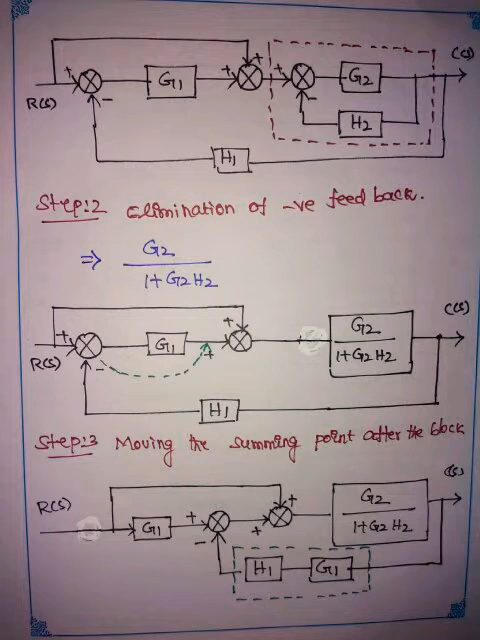 C(s)
+ + + +
G1 G2
R(s) - -
H2
H1
Step:2 elimination of -ve feed back.
⇒ G2
1+G2H2
C(s)
+ + G2
G1 +
R(s) - 1+G2H2
H1
Step:3 Moving the summing point after the block
R(s) C(s)
+ G2
G1 + + 1+G2H2
-
H1 G1